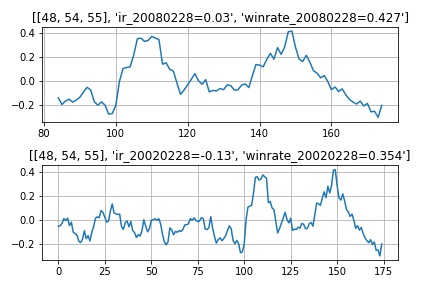 [[48, 54, 55], 'ir_20080228=0.03', 'winrate_20080228=0.427']
0.4
0.2
0.0
−0.2
80 100 120 140 160
[[48, 54, 55], 'ir_20020228=-0.13', 'winrate_20020228=0.354']
0.4
0.2
0.0
−0.2
0 25 50 75 100 125 150 175